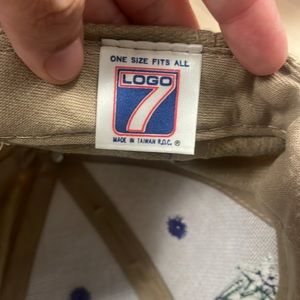 ONE SIZE FITS ALL
LOGO
7
MADE IN TAIWAN R.O.C. ®